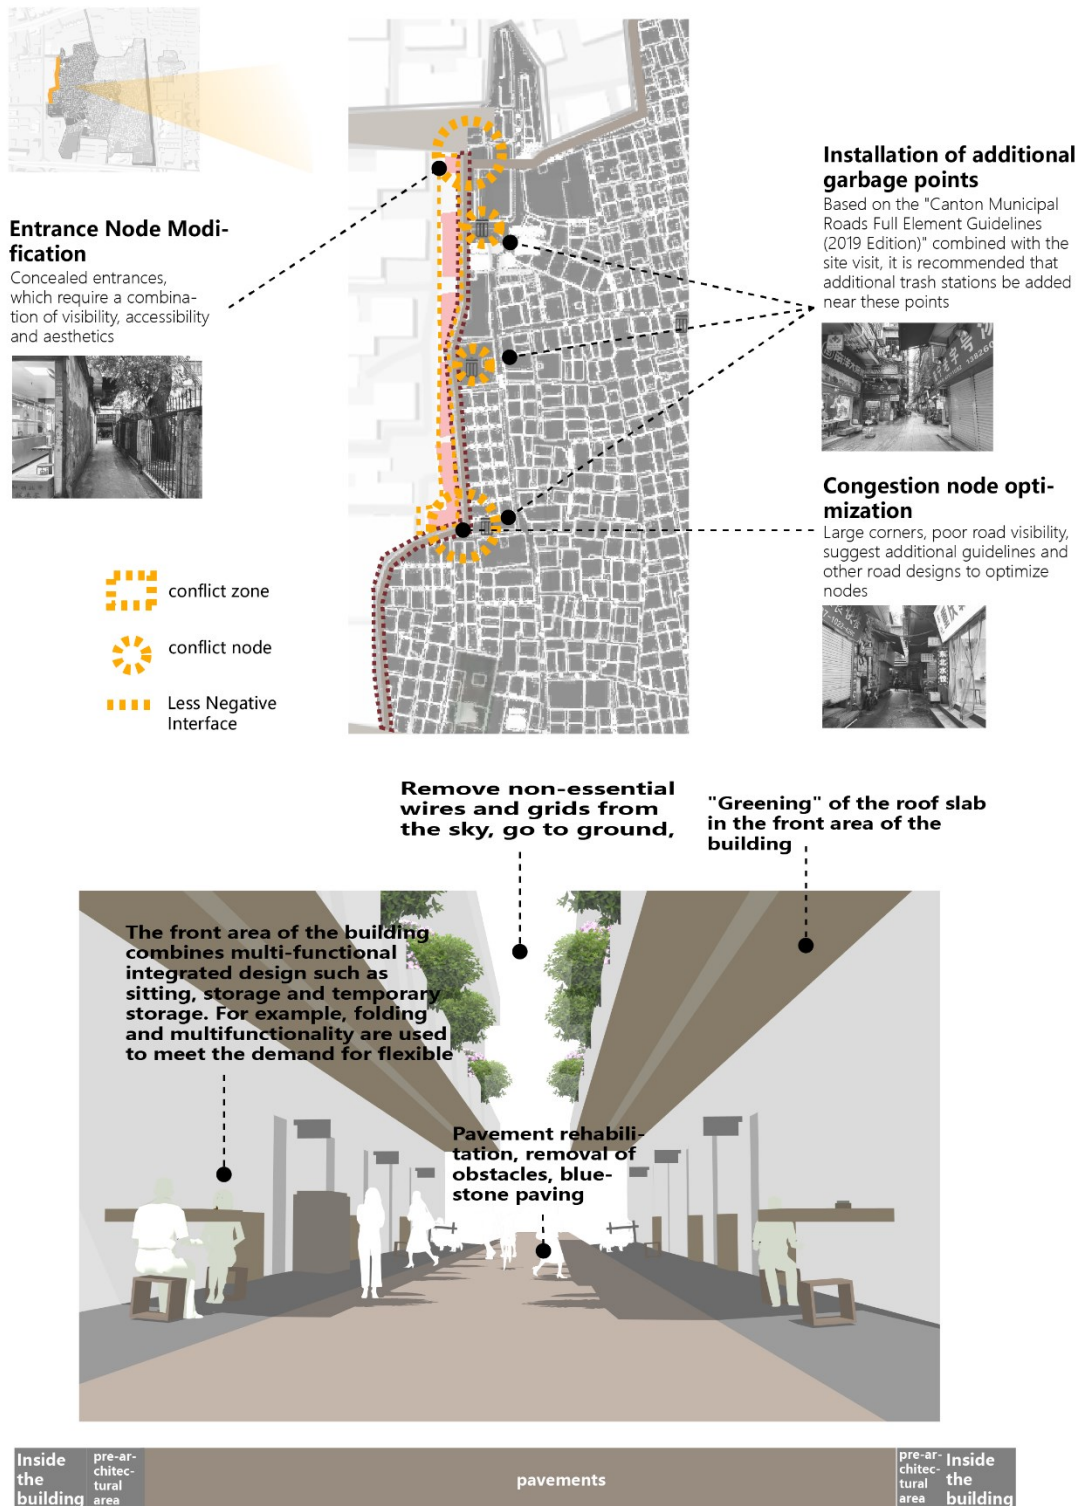 Entrance Node Modi-
fication
Concealed entrances,
which require a combina-
tion of visibility, accessibility
and aesthetics
Installation of additional
garbage points
Based on the "Canton Municipal
Roads Full Element Guidelines
(2019 Edition)" combined with the
site visit, it is recommended that
additional trash stations be added
near these points
Congestion node opti-
mization
Large corners, poor road visibility,
suggest additional guidelines and
other road designs to optimize
nodes
conflict zone
conflict node
Less Negative
Interface
Remove non-essential
wires and grids from
the sky, go to ground,
"Greening" of the roof slab
in the front area of the
building
The front area of the building
combines multi-functional
integrated design such as
sitting, storage and temporary
storage. For example, folding
and multifunctionality are used
to meet the demand for flexible
Pavement rehabili-
tation, removal of
obstacles, blue-
stone paving
Inside
the
building
pre-ar-
chitec-
tural
area
pavements
pre-ar-
chitec-
tural
area
Inside
the
building